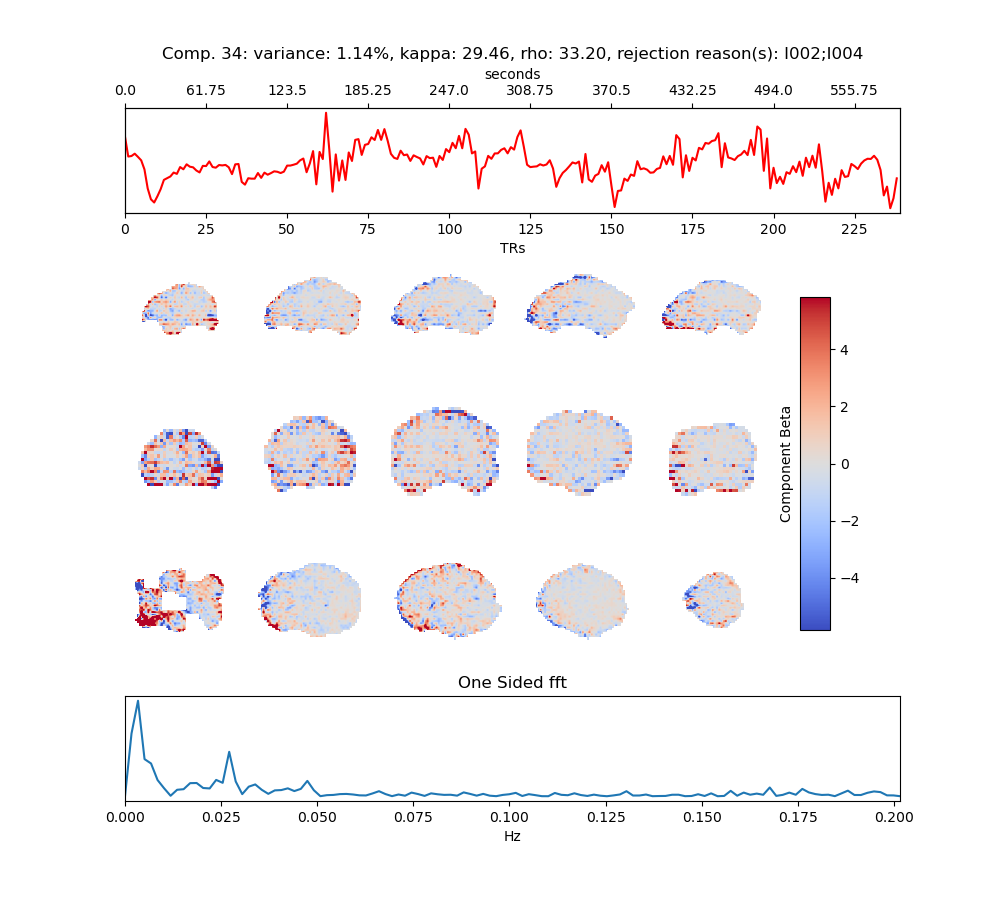 Comp. 34: variance: 1.14%, kappa: 29.46, rho: 33.20, rejection reason(s): I002;I004
seconds
0.0 61.75 123.5 185.25 247.0 308.75 370.5 432.25 494.0 555.75
0 25 50 75 100 125 150 175 200 225
TRs
4
2
0
−2
−4
Component Beta
One Sided fft
0.000 0.025 0.050 0.075 0.100 0.125 0.150 0.175 0.200
Hz